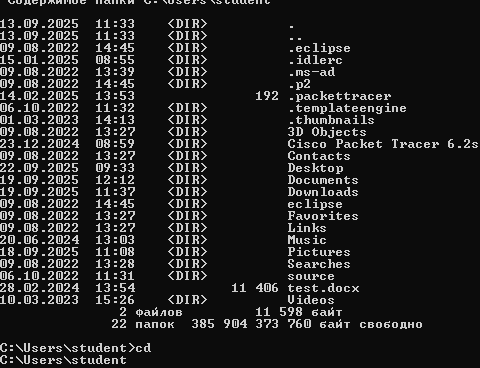 Содержимое папки C:\Users\student
13.09.2025 11:33 <DIR> .
13.09.2025 11:33 <DIR> ..
09.08.2022 14:45 <DIR> .eclipse
15.01.2025 08:55 <DIR> .idlerc
09.08.2022 13:39 <DIR> .ms-ad
09.08.2022 14:45 <DIR> .p2
14.02.2025 13:53 192 .packettracer
06.10.2022 11:32 <DIR> .templateengine
01.03.2023 14:13 <DIR> .thumbnails
09.08.2022 13:27 <DIR> 3D Objects
23.12.2024 08:59 <DIR> Cisco Packet Tracer 6.2s
09.08.2022 13:27 <DIR> Contacts
22.09.2025 09:33 <DIR> Desktop
19.09.2025 12:12 <DIR> Documents
19.09.2025 11:37 <DIR> Downloads
09.08.2022 14:45 <DIR> eclipse
09.08.2022 13:27 <DIR> Favorites
09.08.2022 13:27 <DIR> Links
20.06.2024 13:03 <DIR> Music
18.09.2025 11:08 <DIR> Pictures
09.08.2022 13:28 <DIR> Searches
06.10.2022 11:31 <DIR> source
28.02.2024 13:54 11 406 test.docx
10.03.2023 15:26 <DIR> Videos
2 файлов 11 598 байт
22 папок 385 904 373 760 байт свободно
C:\Users\student>cd
C:\Users\student